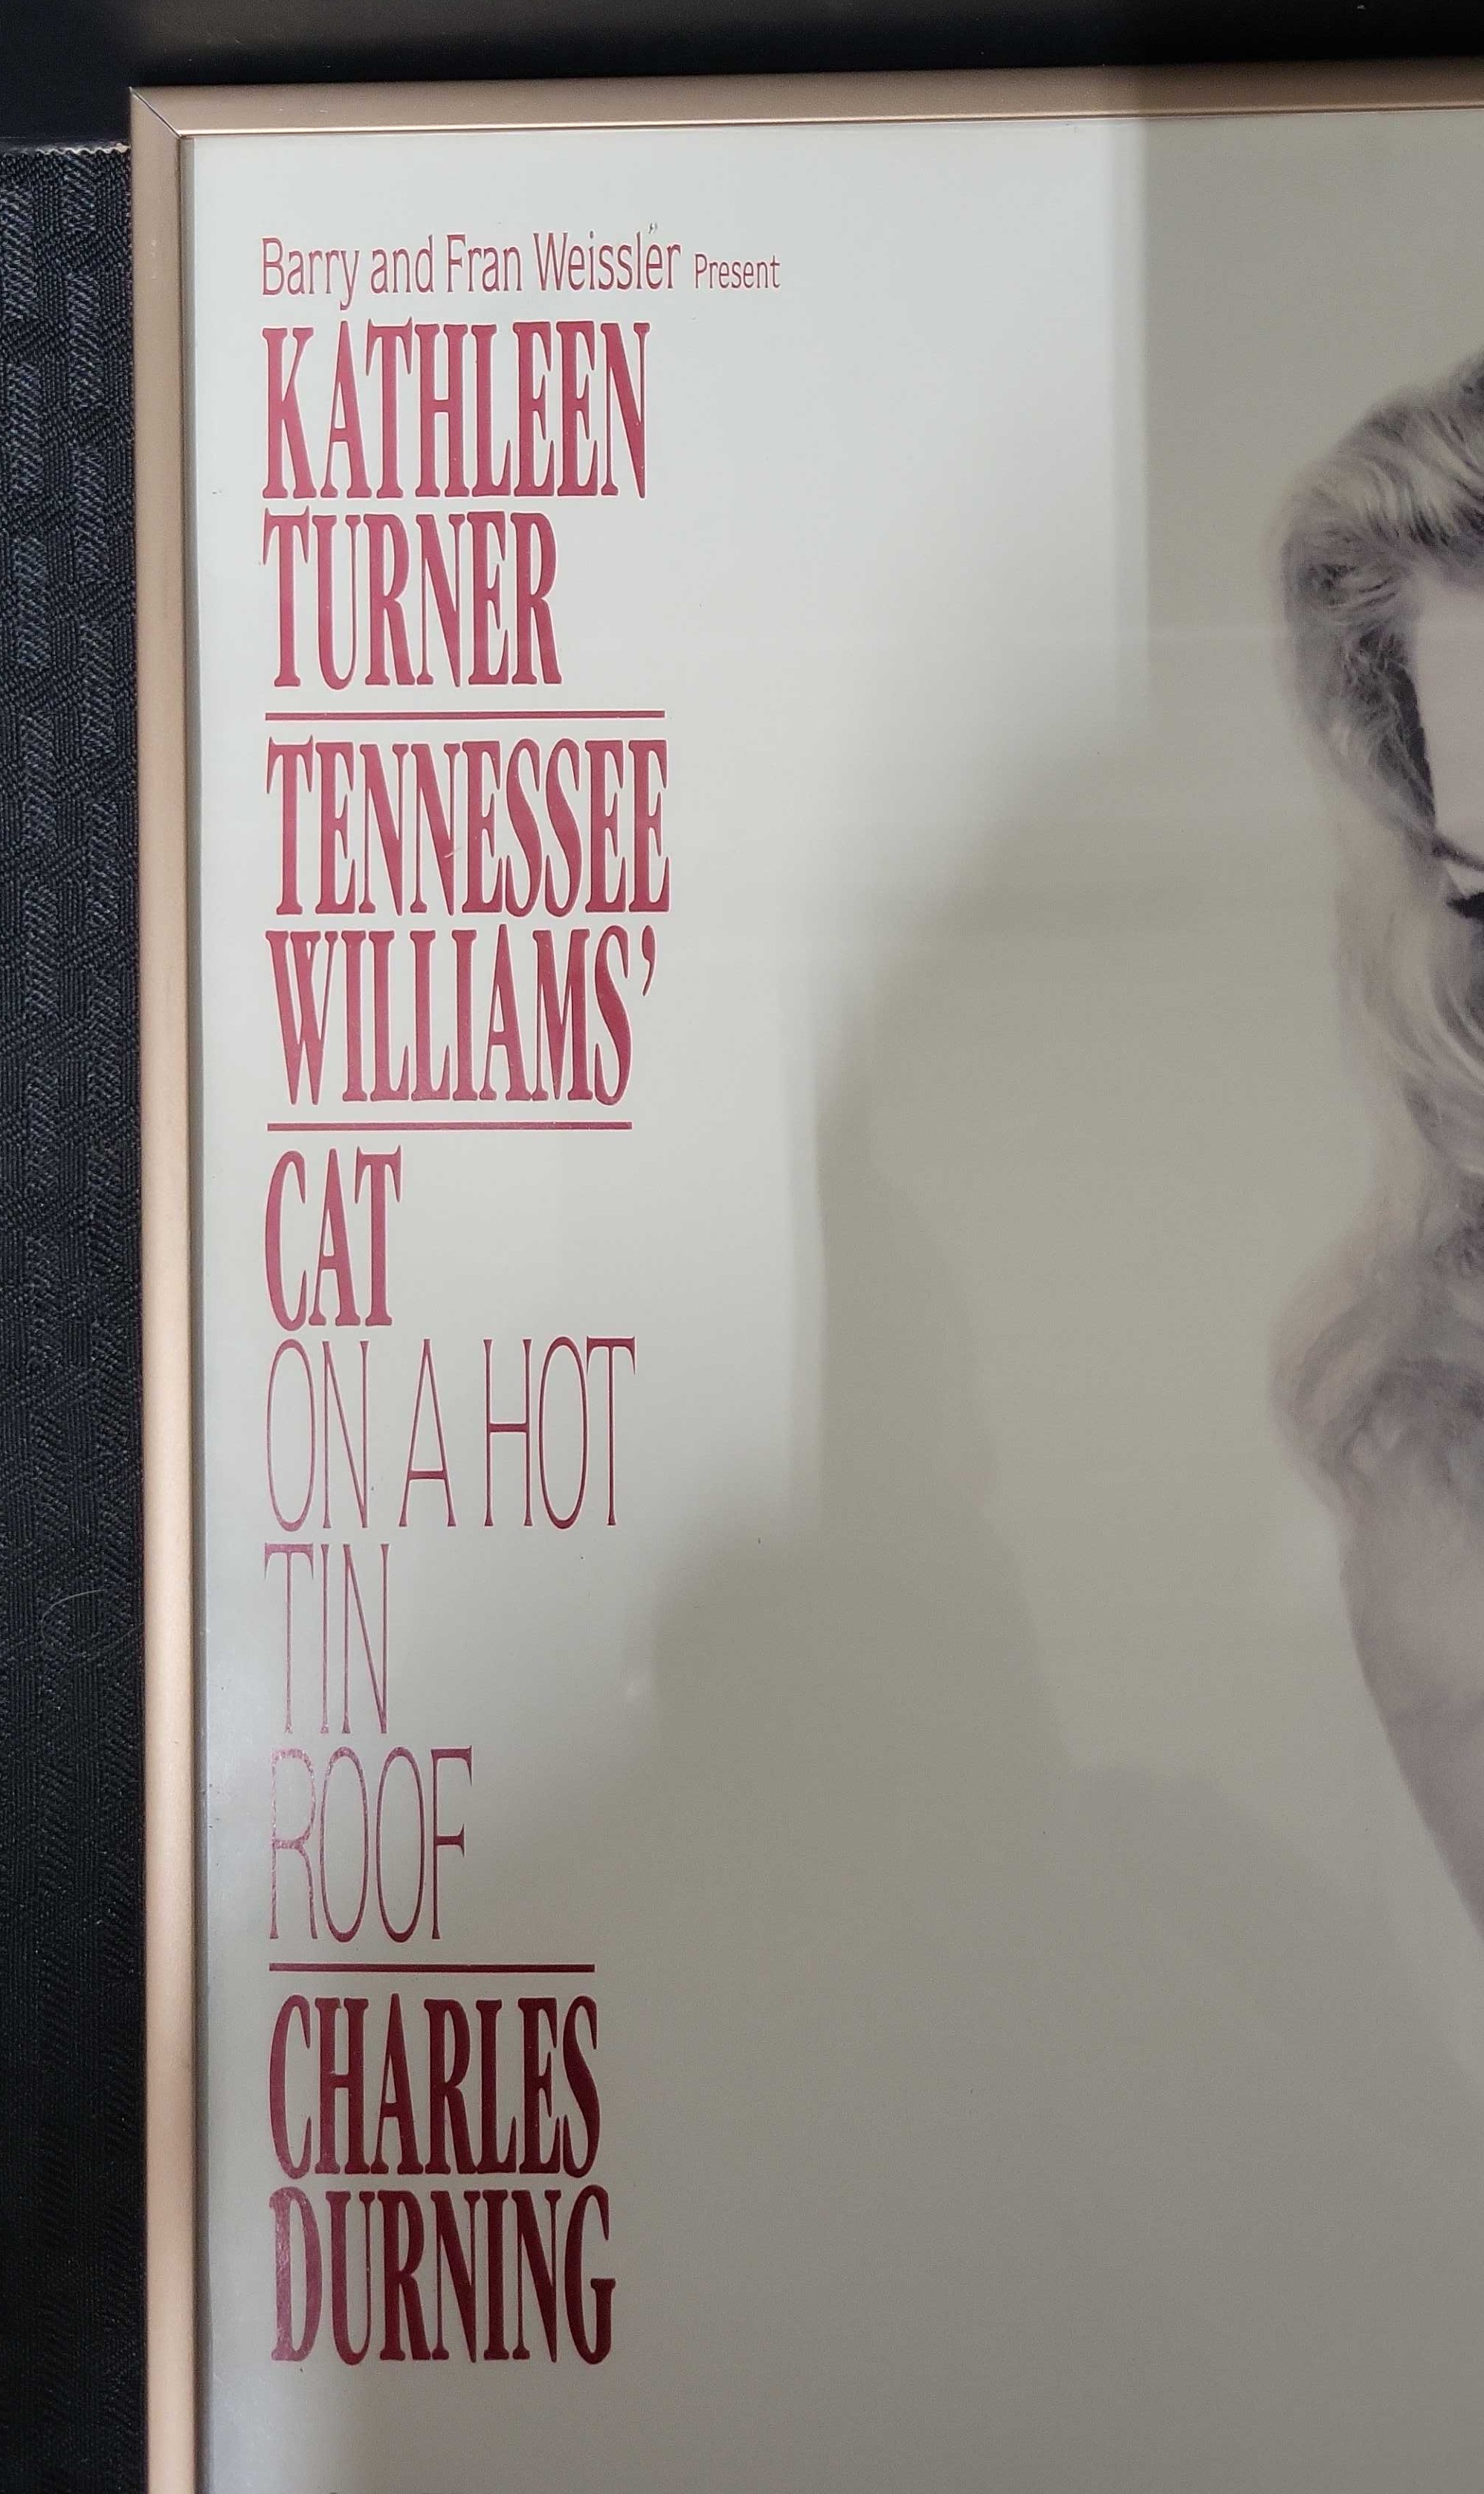 Barry and Fran Weissler Present
KATHLEEN
TURNER
TENNESSEE
WILLIAMS’
CAT
ON A HOT
TIN
ROOF
CHARLES
DURNING